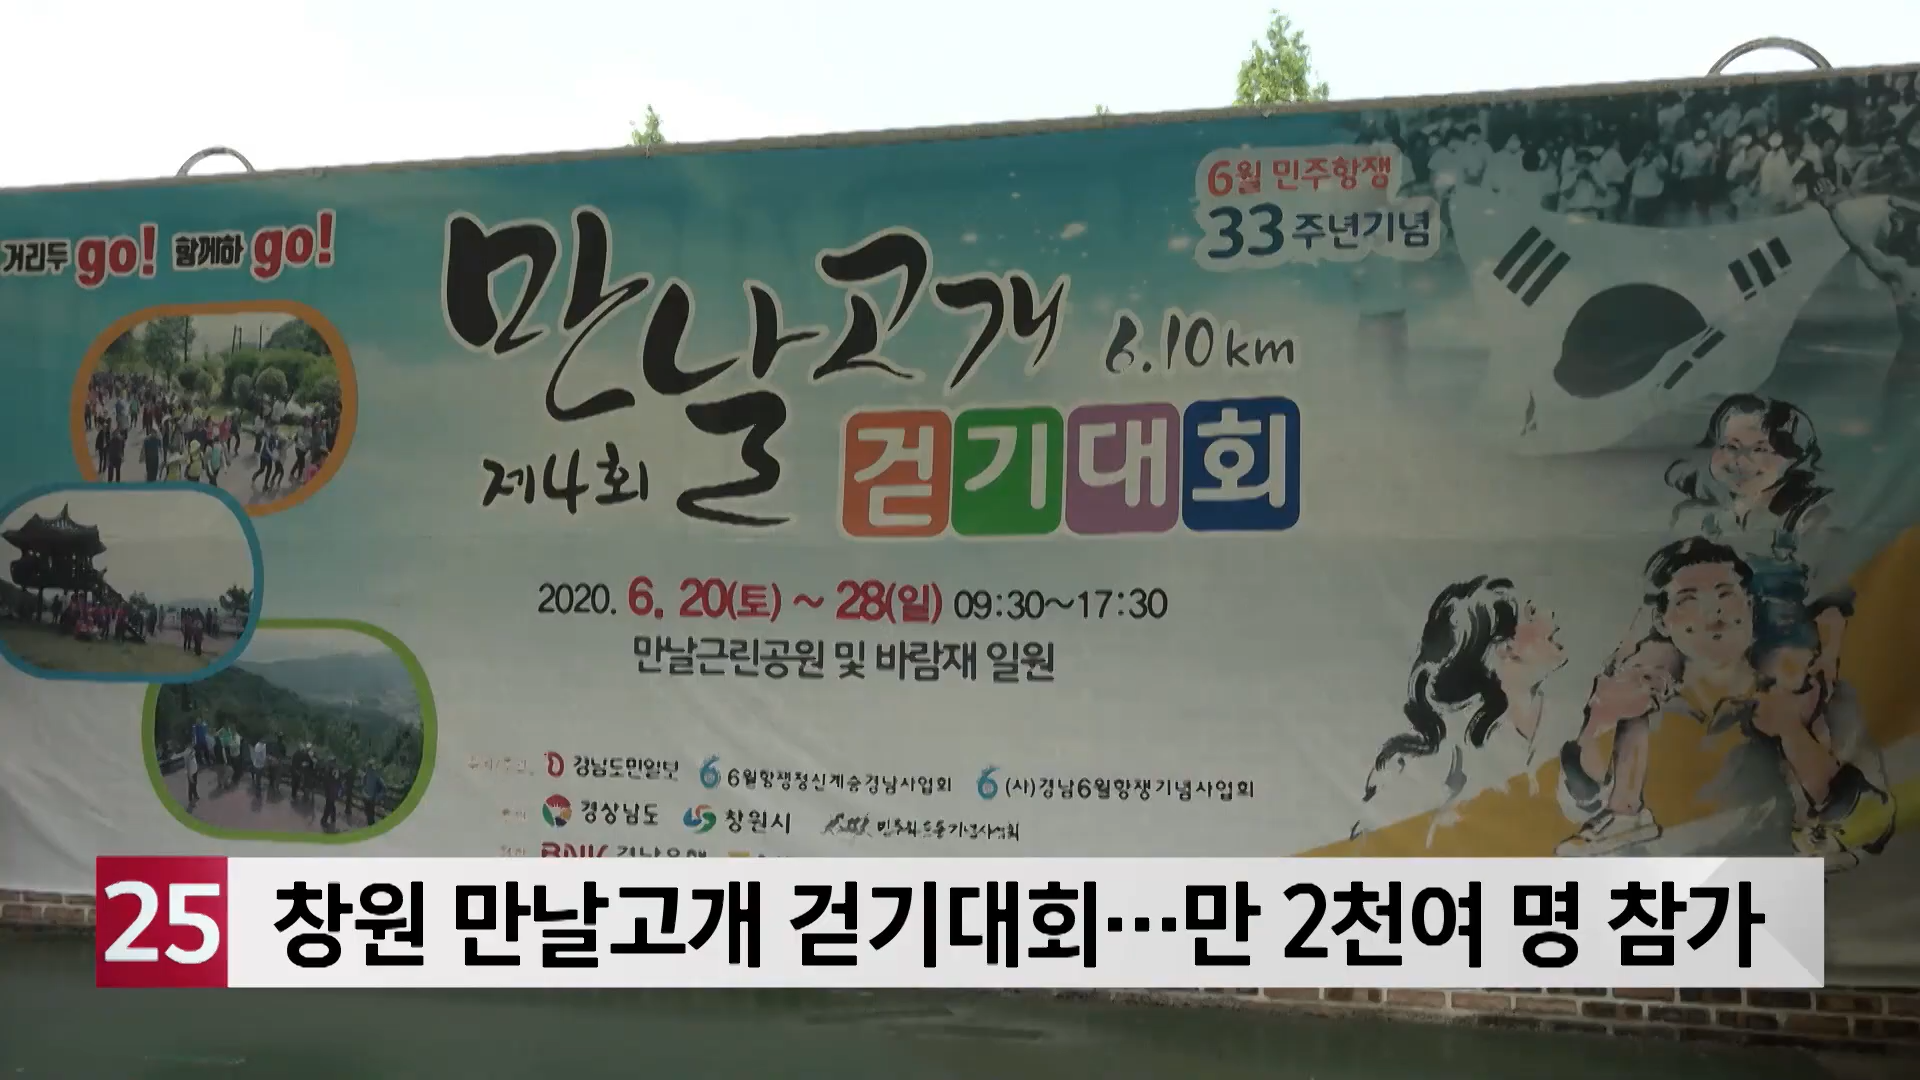 거리두 go! 함께하 go!
6월 민주항쟁
33주년기념
만날고개 6.10km
제4회 걷기대회
2020. 6. 20(토) ~ 28(일) 09:30~17:30
만날근린공원 및 바람재 일원
경남도민일보 6월항쟁정신계승경남사업회 (사)경남6월항쟁기념사업회
경상남도 창원시
25 창원 만날고개 걷기대회…만 2천여 명 참가